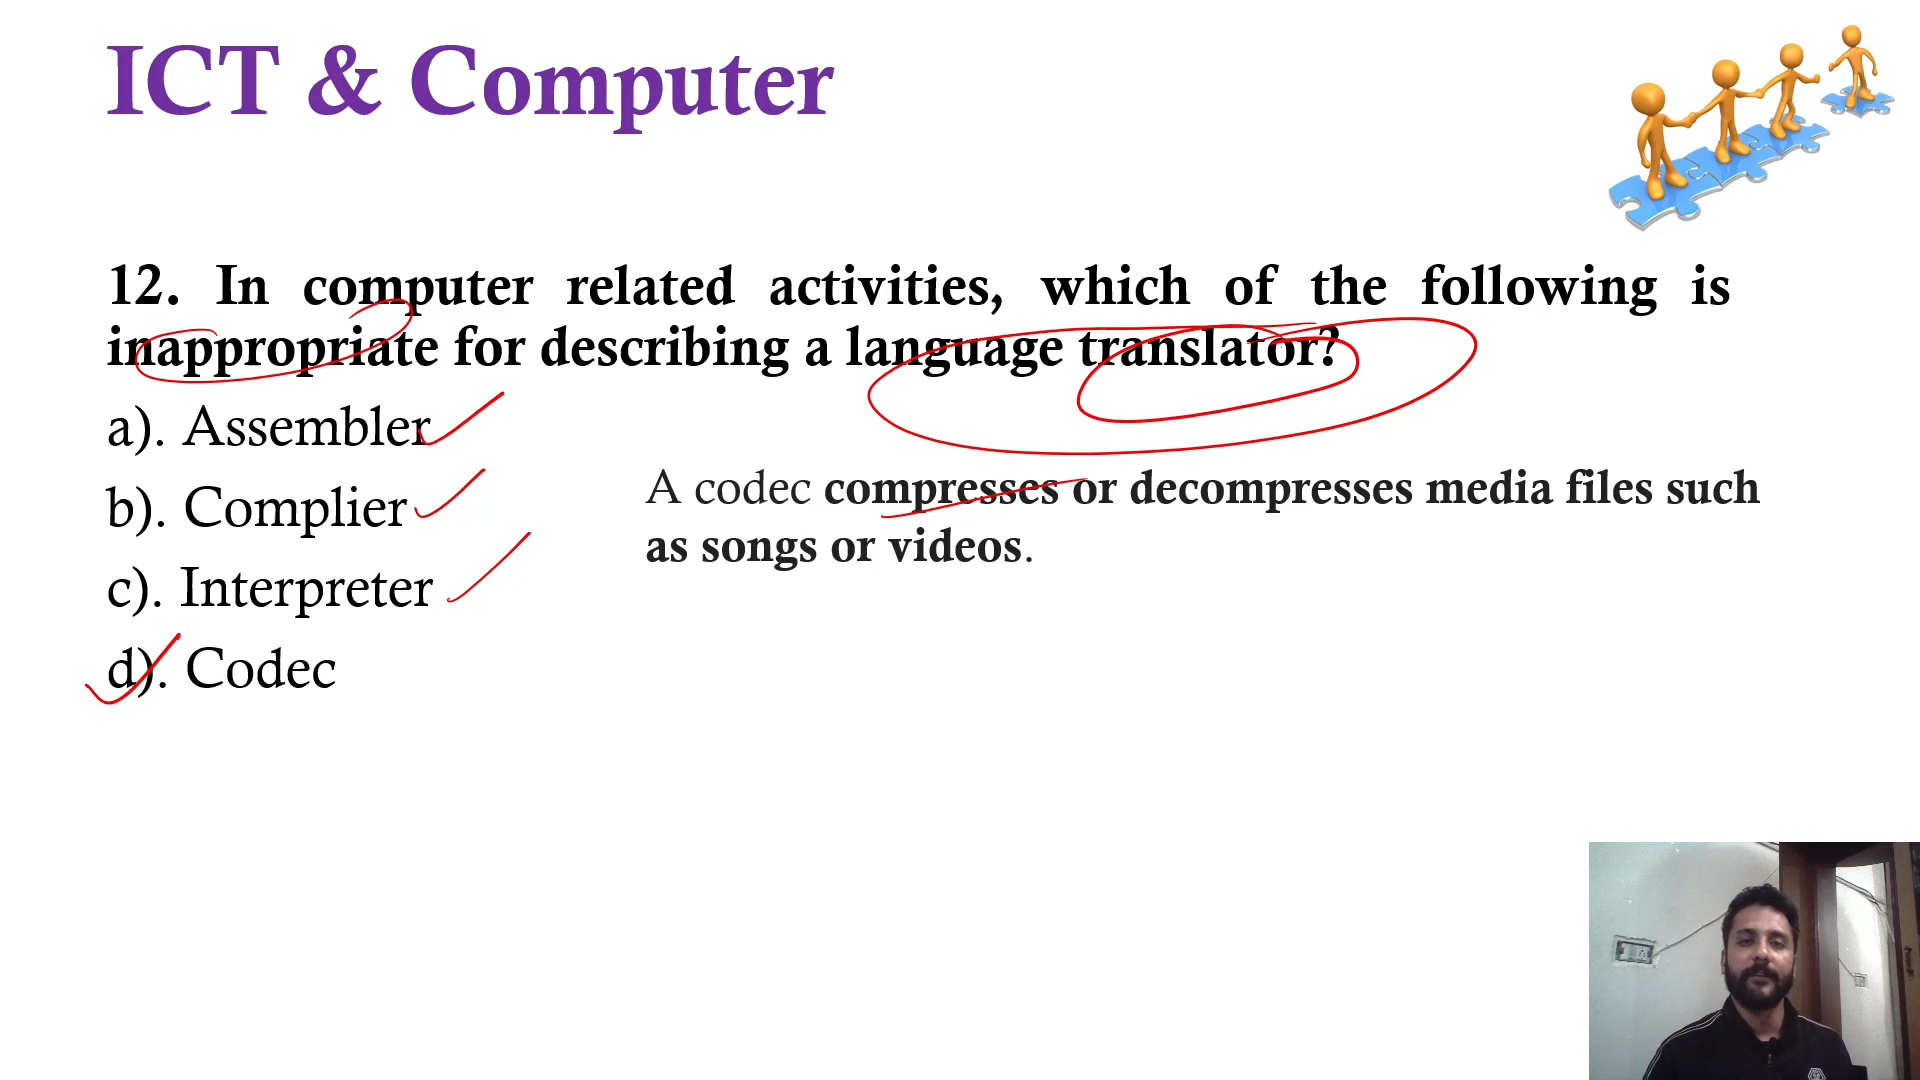 ICT & Computer
12. In computer related activities, which of the following is
inappropriate for describing a language translator?
a). Assembler
b). Complier
c). Interpreter
d). Codec
A codec compresses or decompresses media files such
as songs or videos.